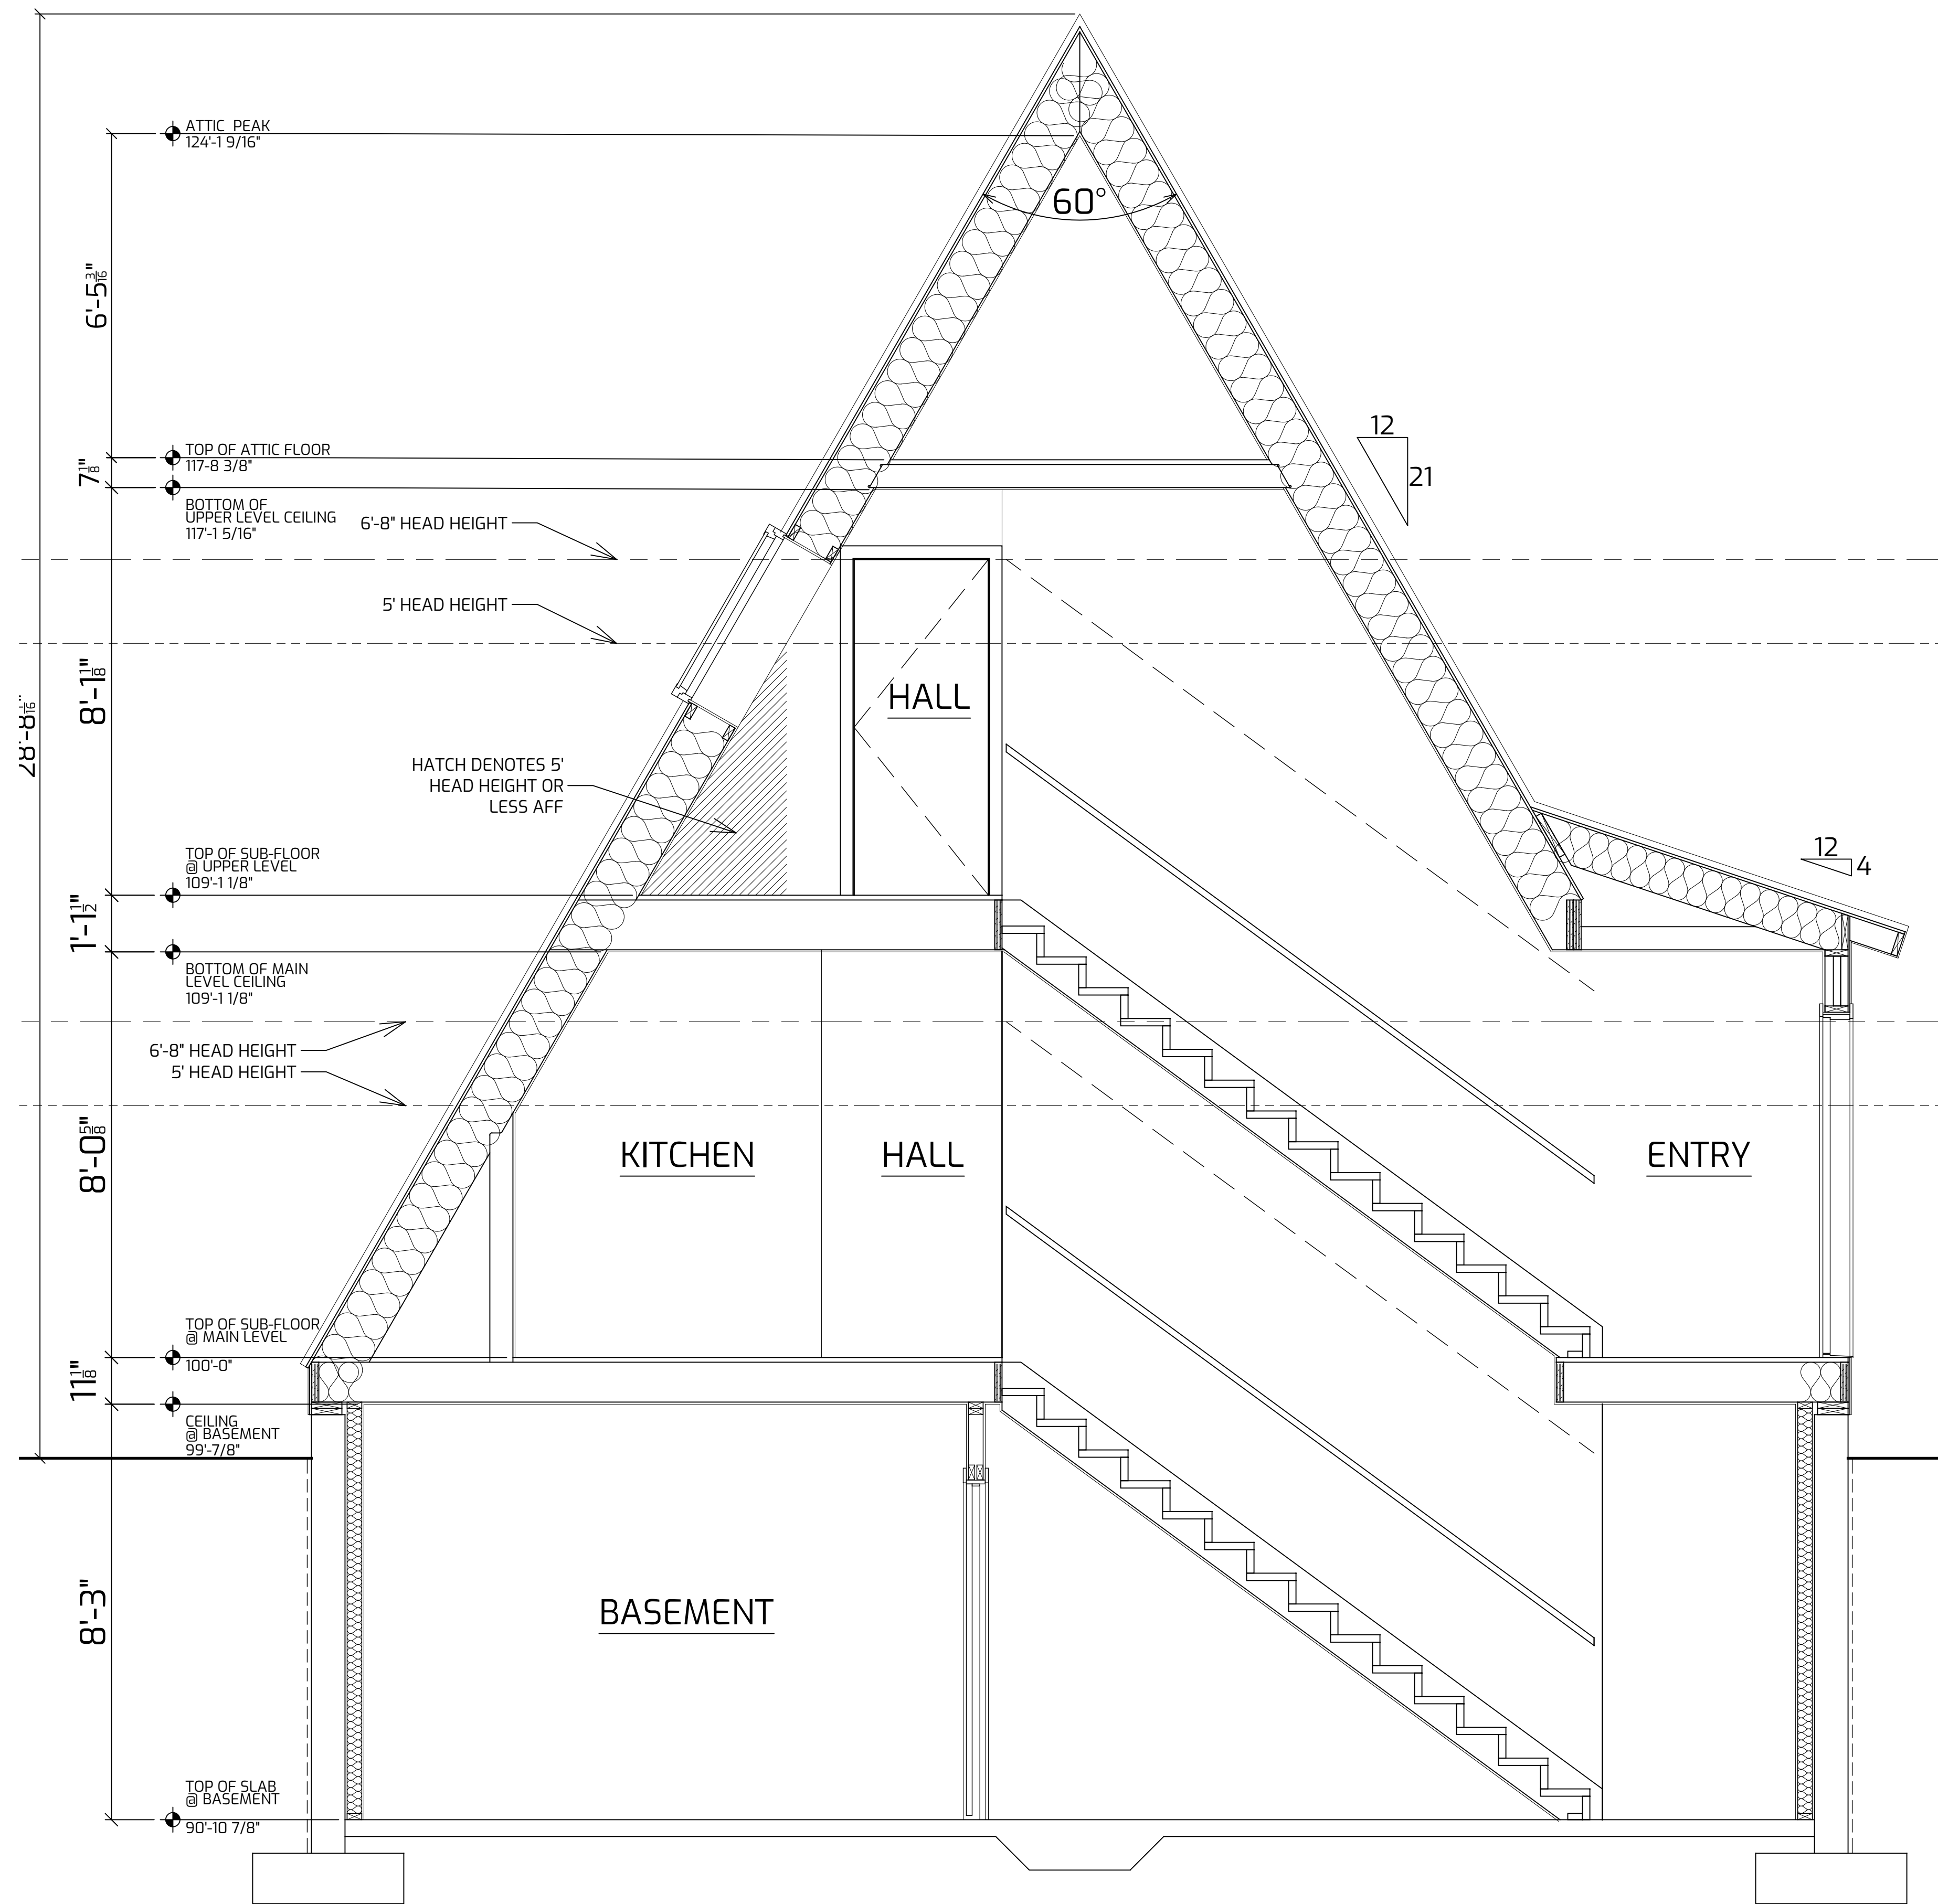 ATTIC PEAK
124'-1 9/16"
60°
6'-5 3/16"
12
21
TOP OF ATTIC FLOOR
117-8 3/8"
7 1/8"
BOTTOM OF
UPPER LEVEL CEILING
117'-1 5/16"
6'-8" HEAD HEIGHT
5' HEAD HEIGHT
8'-1 1/8"
HALL
HATCH DENOTES 5'
HEAD HEIGHT OR
LESS AFF
12
4
TOP OF SUB-FLOOR
@ UPPER LEVEL
109'-1 1/8"
1'-1 1/2"
BOTTOM OF MAIN
LEVEL CEILING
109'-1 1/8"
6'-8" HEAD HEIGHT
5' HEAD HEIGHT
8'-0 5/8"
KITCHEN
HALL
ENTRY
TOP OF SUB-FLOOR
@ MAIN LEVEL
100'-0"
11 1/8"
CEILING
@ BASEMENT
99'-7/8"
8'-3"
BASEMENT
TOP OF SLAB
@ BASEMENT
90'-10 7/8"